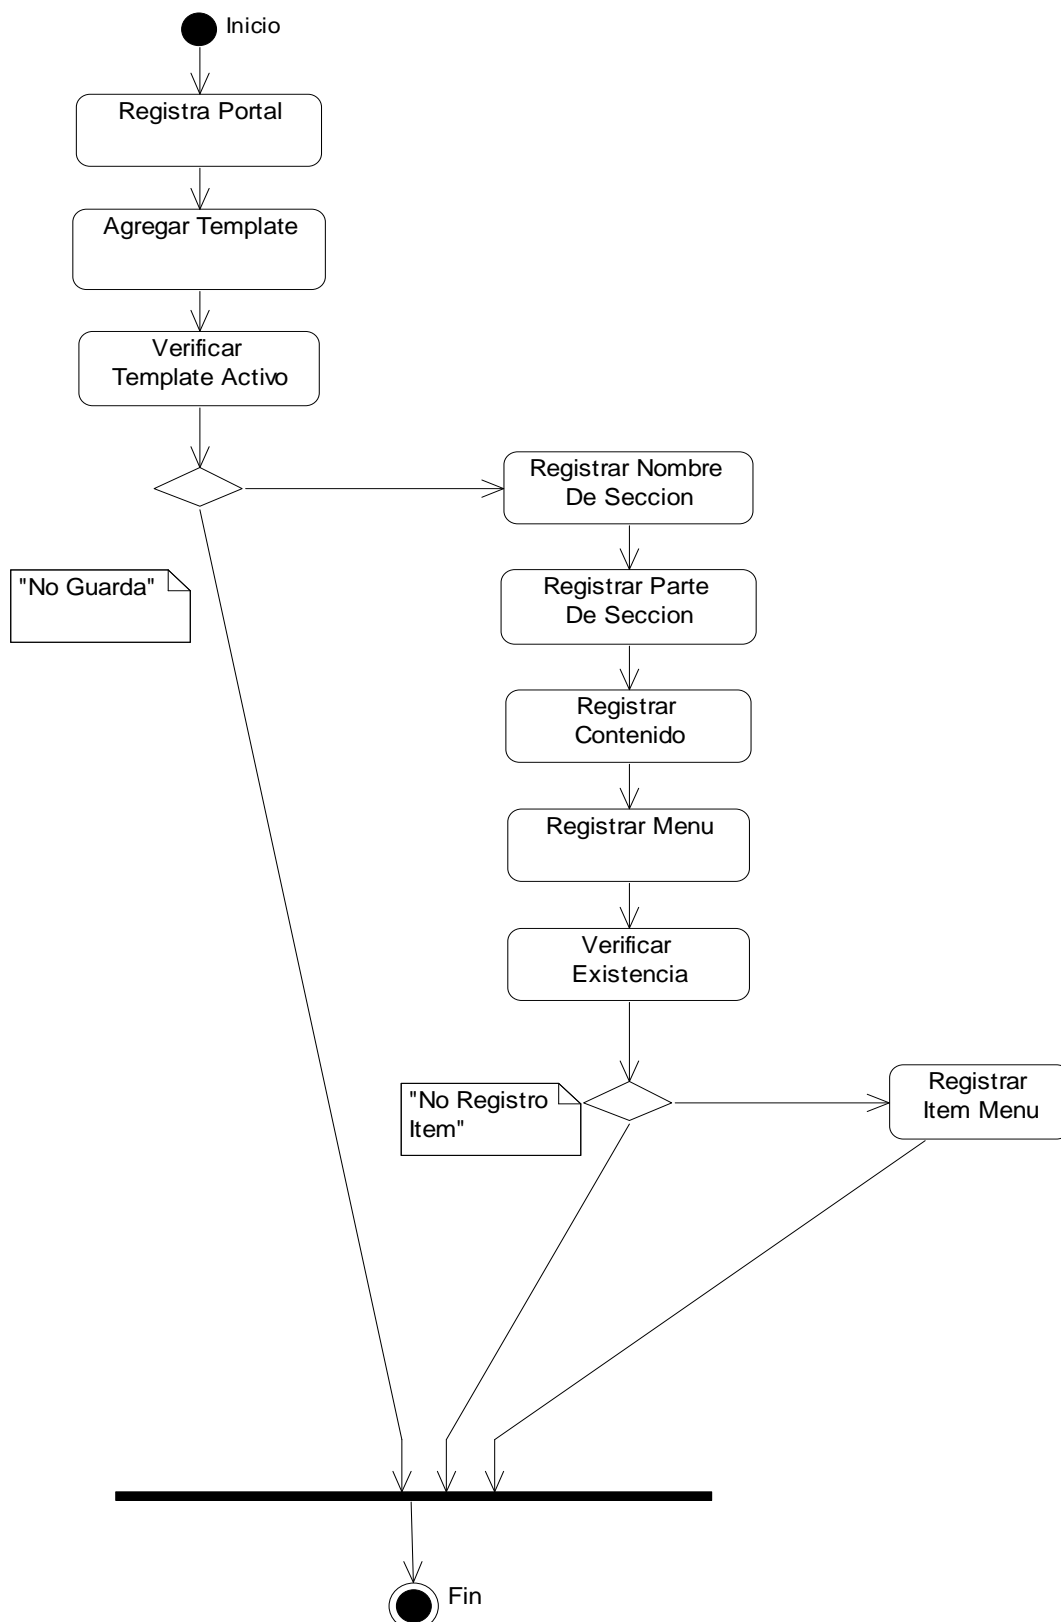 Inicio
Registra Portal
Agregar Template
Verificar
Template Activo
Registrar Nombre
De Seccion
"No Guarda"
Registrar Parte
De Seccion
Registrar
Contenido
Registrar Menu
Verificar
Existencia
"No Registro
Item"
Registrar
Item Menu
Fin